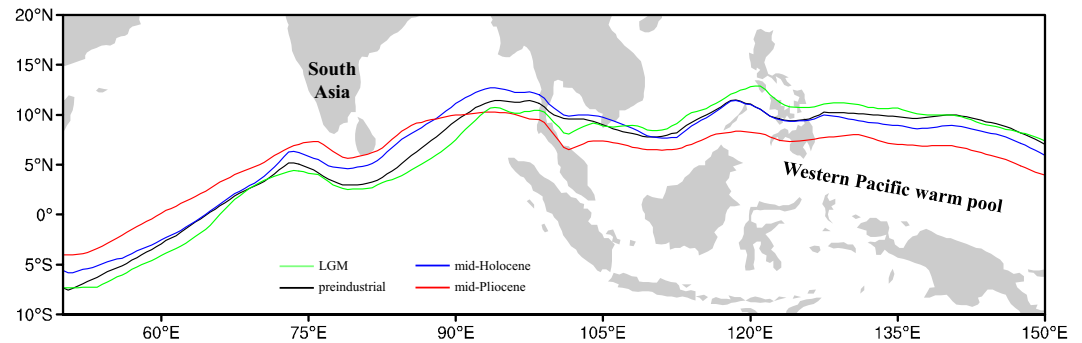 20°N
15°N
10°N
5°N
0°
5°S
10°S
South
Asia
Western Pacific warm pool
LGM
mid-Holocene
preindustrial
mid-Pliocene
60°E
75°E
90°E
105°E
120°E
135°E
150°E